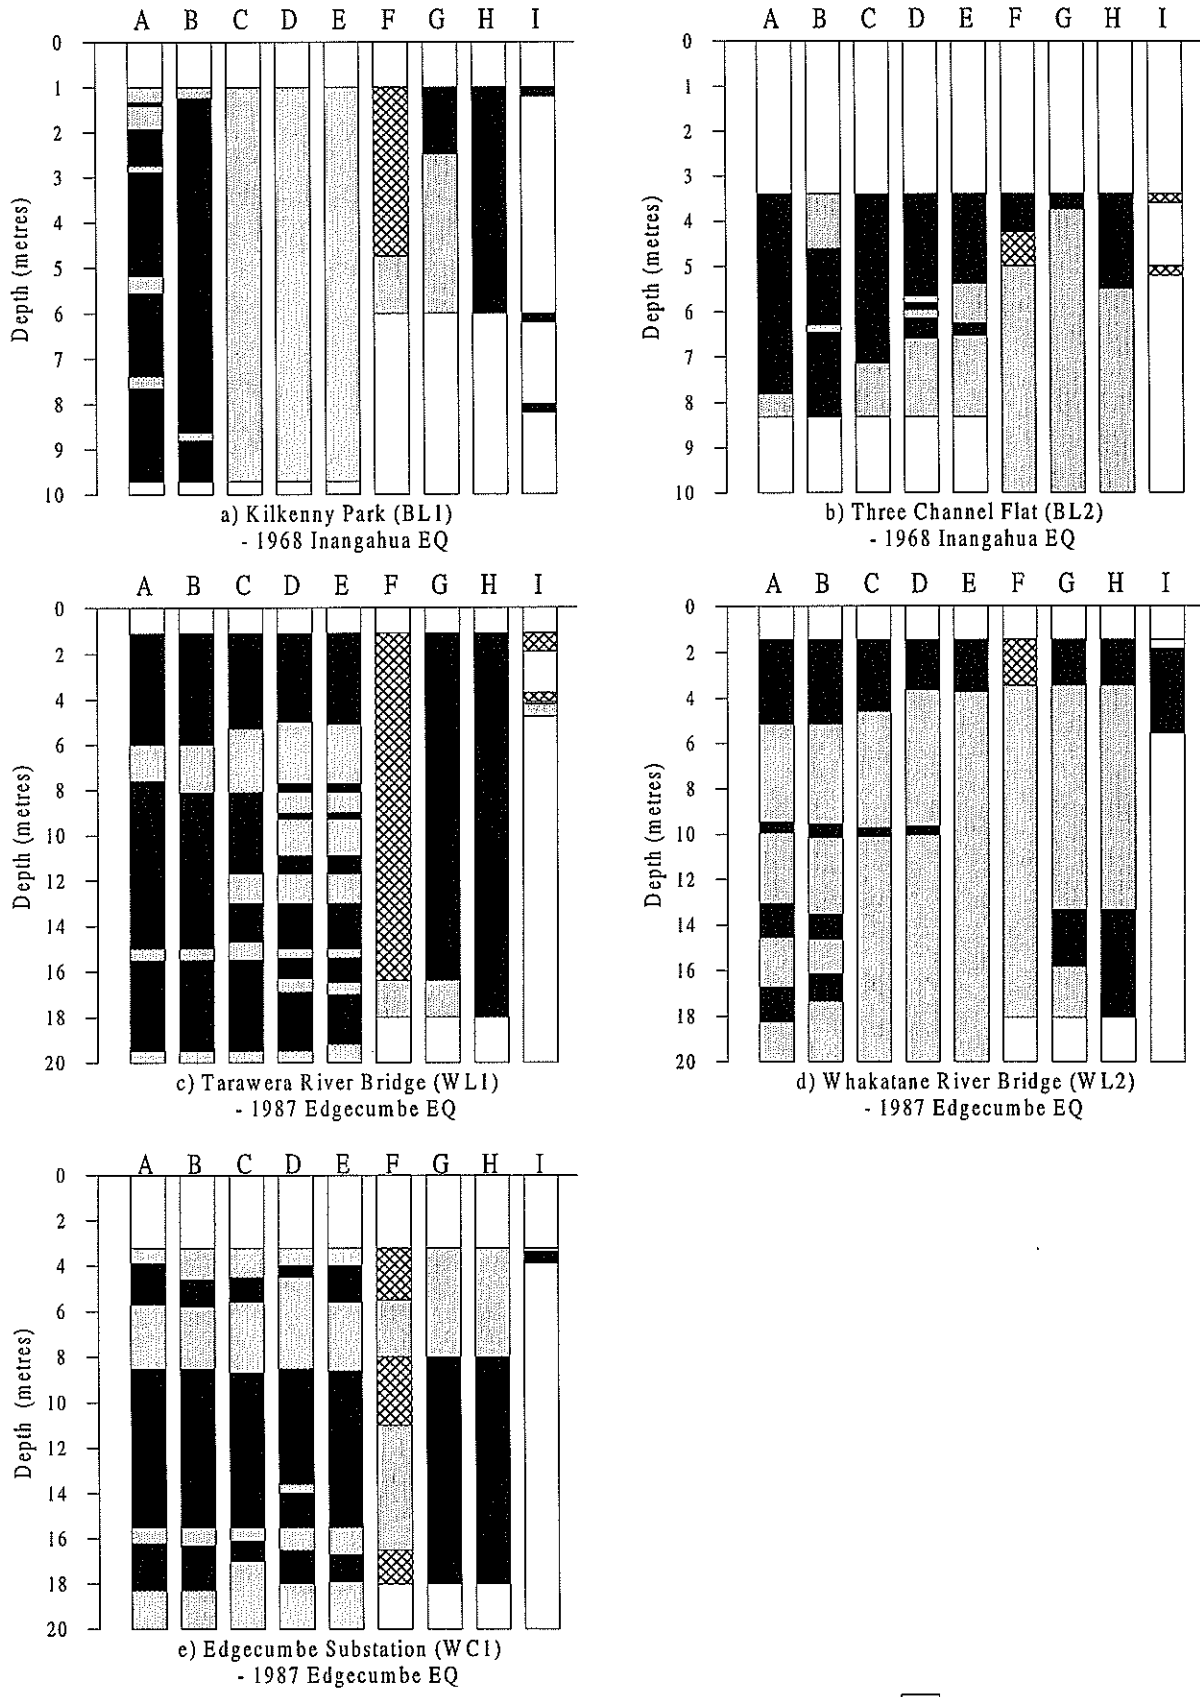 A B C D E F G H I
0
1
2
3
4
5
6
7
8
9
10
Depth (metres)
a) Kilkenny Park (BL1)
- 1968 Inangahua EQ
A B C D E F G H I
0
1
2
3
4
5
6
7
8
9
10
Depth (metres)
b) Three Channel Flat (BL2)
- 1968 Inangahua EQ
A B C D E F G H I
0
2
4
6
8
10
12
14
16
18
20
Depth (metres)
c) Tarawera River Bridge (WL1)
- 1987 Edgecumbe EQ
A B C D E F G H I
0
2
4
6
8
10
12
14
16
18
20
Depth (metres)
d) Whakatane River Bridge (WL2)
- 1987 Edgecumbe EQ
A B C D E F G H I
0
2
4
6
8
10
12
14
16
18
20
Depth (metres)
e) Edgecumbe Substation (WC1)
- 1987 Edgecumbe EQ